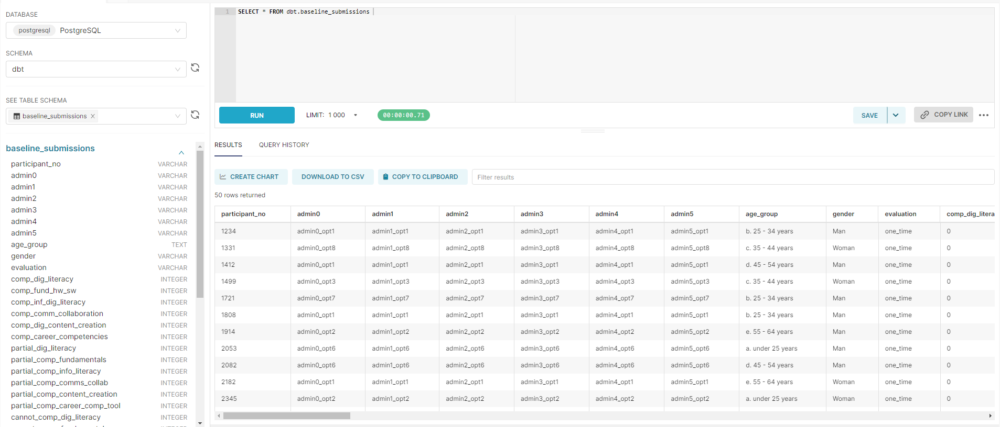 DATABASE
postgresql PostgreSQL
SCHEMA
dbt
SEE TABLE SCHEMA
baseline_submissions
baseline_submissions
participant_no VARCHAR
admin0 VARCHAR
admin1 VARCHAR
admin2 VARCHAR
admin3 VARCHAR
admin4 VARCHAR
admin5 VARCHAR
age_group TEXT
gender VARCHAR
evaluation VARCHAR
comp_dig_literacy INTEGER
comp_fund_hw_sw INTEGER
comp_inf_dig_literacy INTEGER
comp_comm_collaboration INTEGER
comp_dig_content_creation INTEGER
comp_career_competencies INTEGER
partial_dig_literacy INTEGER
partial_comp_fundamentals INTEGER
partial_comp_info_literacy INTEGER
partial_comp_comms_collab INTEGER
partial_comp_content_creation INTEGER
partial_comp_career_comp_tool INTEGER
cannot_comp_dig_literacy INTEGER
1 SELECT * FROM dbt.baseline_submissions
RUN LIMIT: 1 000 00:00:00.71 SAVE COPY LINK
RESULTS QUERY HISTORY
CREATE CHART DOWNLOAD TO CSV COPY TO CLIPBOARD Filter results
50 rows returned
participant_no admin0 admin1 admin2 admin3 admin4 admin5 age_group gender evaluation comp_dig_litera
1234 admin0_opt1 admin1_opt1 admin2_opt1 admin3_opt1 admin4_opt1 admin5_opt1 b. 25 - 34 years Man one_time 0
1331 admin0_opt8 admin1_opt8 admin2_opt8 admin3_opt8 admin4_opt8 admin5_opt8 c. 35 - 44 years Woman one_time 0
1412 admin0_opt1 admin1_opt1 admin2_opt1 admin3_opt1 admin4_opt1 admin5_opt1 d. 45 - 54 years Man one_time 0
1499 admin0_opt3 admin1_opt3 admin2_opt3 admin3_opt3 admin4_opt3 admin5_opt3 c. 35 - 44 years Woman one_time 0
1721 admin0_opt7 admin1_opt7 admin2_opt7 admin3_opt7 admin4_opt7 admin5_opt7 b. 25 - 34 years Man one_time 0
1808 admin0_opt1 admin1_opt1 admin2_opt1 admin3_opt1 admin4_opt1 admin5_opt1 b. 25 - 34 years Man one_time 0
1914 admin0_opt2 admin1_opt2 admin2_opt2 admin3_opt2 admin4_opt2 admin5_opt2 e. 55 - 64 years Man one_time 0
2053 admin0_opt6 admin1_opt6 admin2_opt6 admin3_opt6 admin4_opt6 admin5_opt6 a. under 25 years Man one_time 0
2082 admin0_opt6 admin1_opt6 admin2_opt6 admin3_opt6 admin4_opt6 admin5_opt6 d. 45 - 54 years Man one_time 0
2182 admin0_opt1 admin1_opt1 admin2_opt1 admin3_opt1 admin4_opt1 admin5_opt1 e. 55 - 64 years Woman one_time 0
2345 admin0_opt2 admin1_opt2 admin2_opt2 admin3_opt2 admin4_opt2 admin5_opt2 a. under 25 years Woman one_time 0